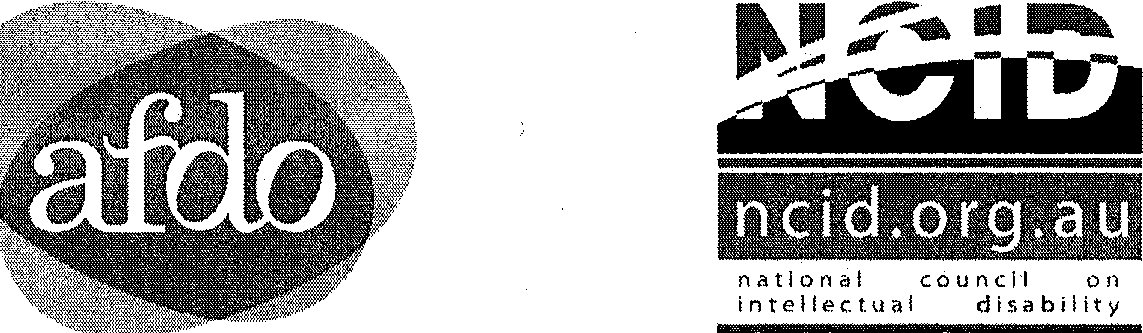 afdo
NCID
ncid.org.au
national council on
intellectual disability